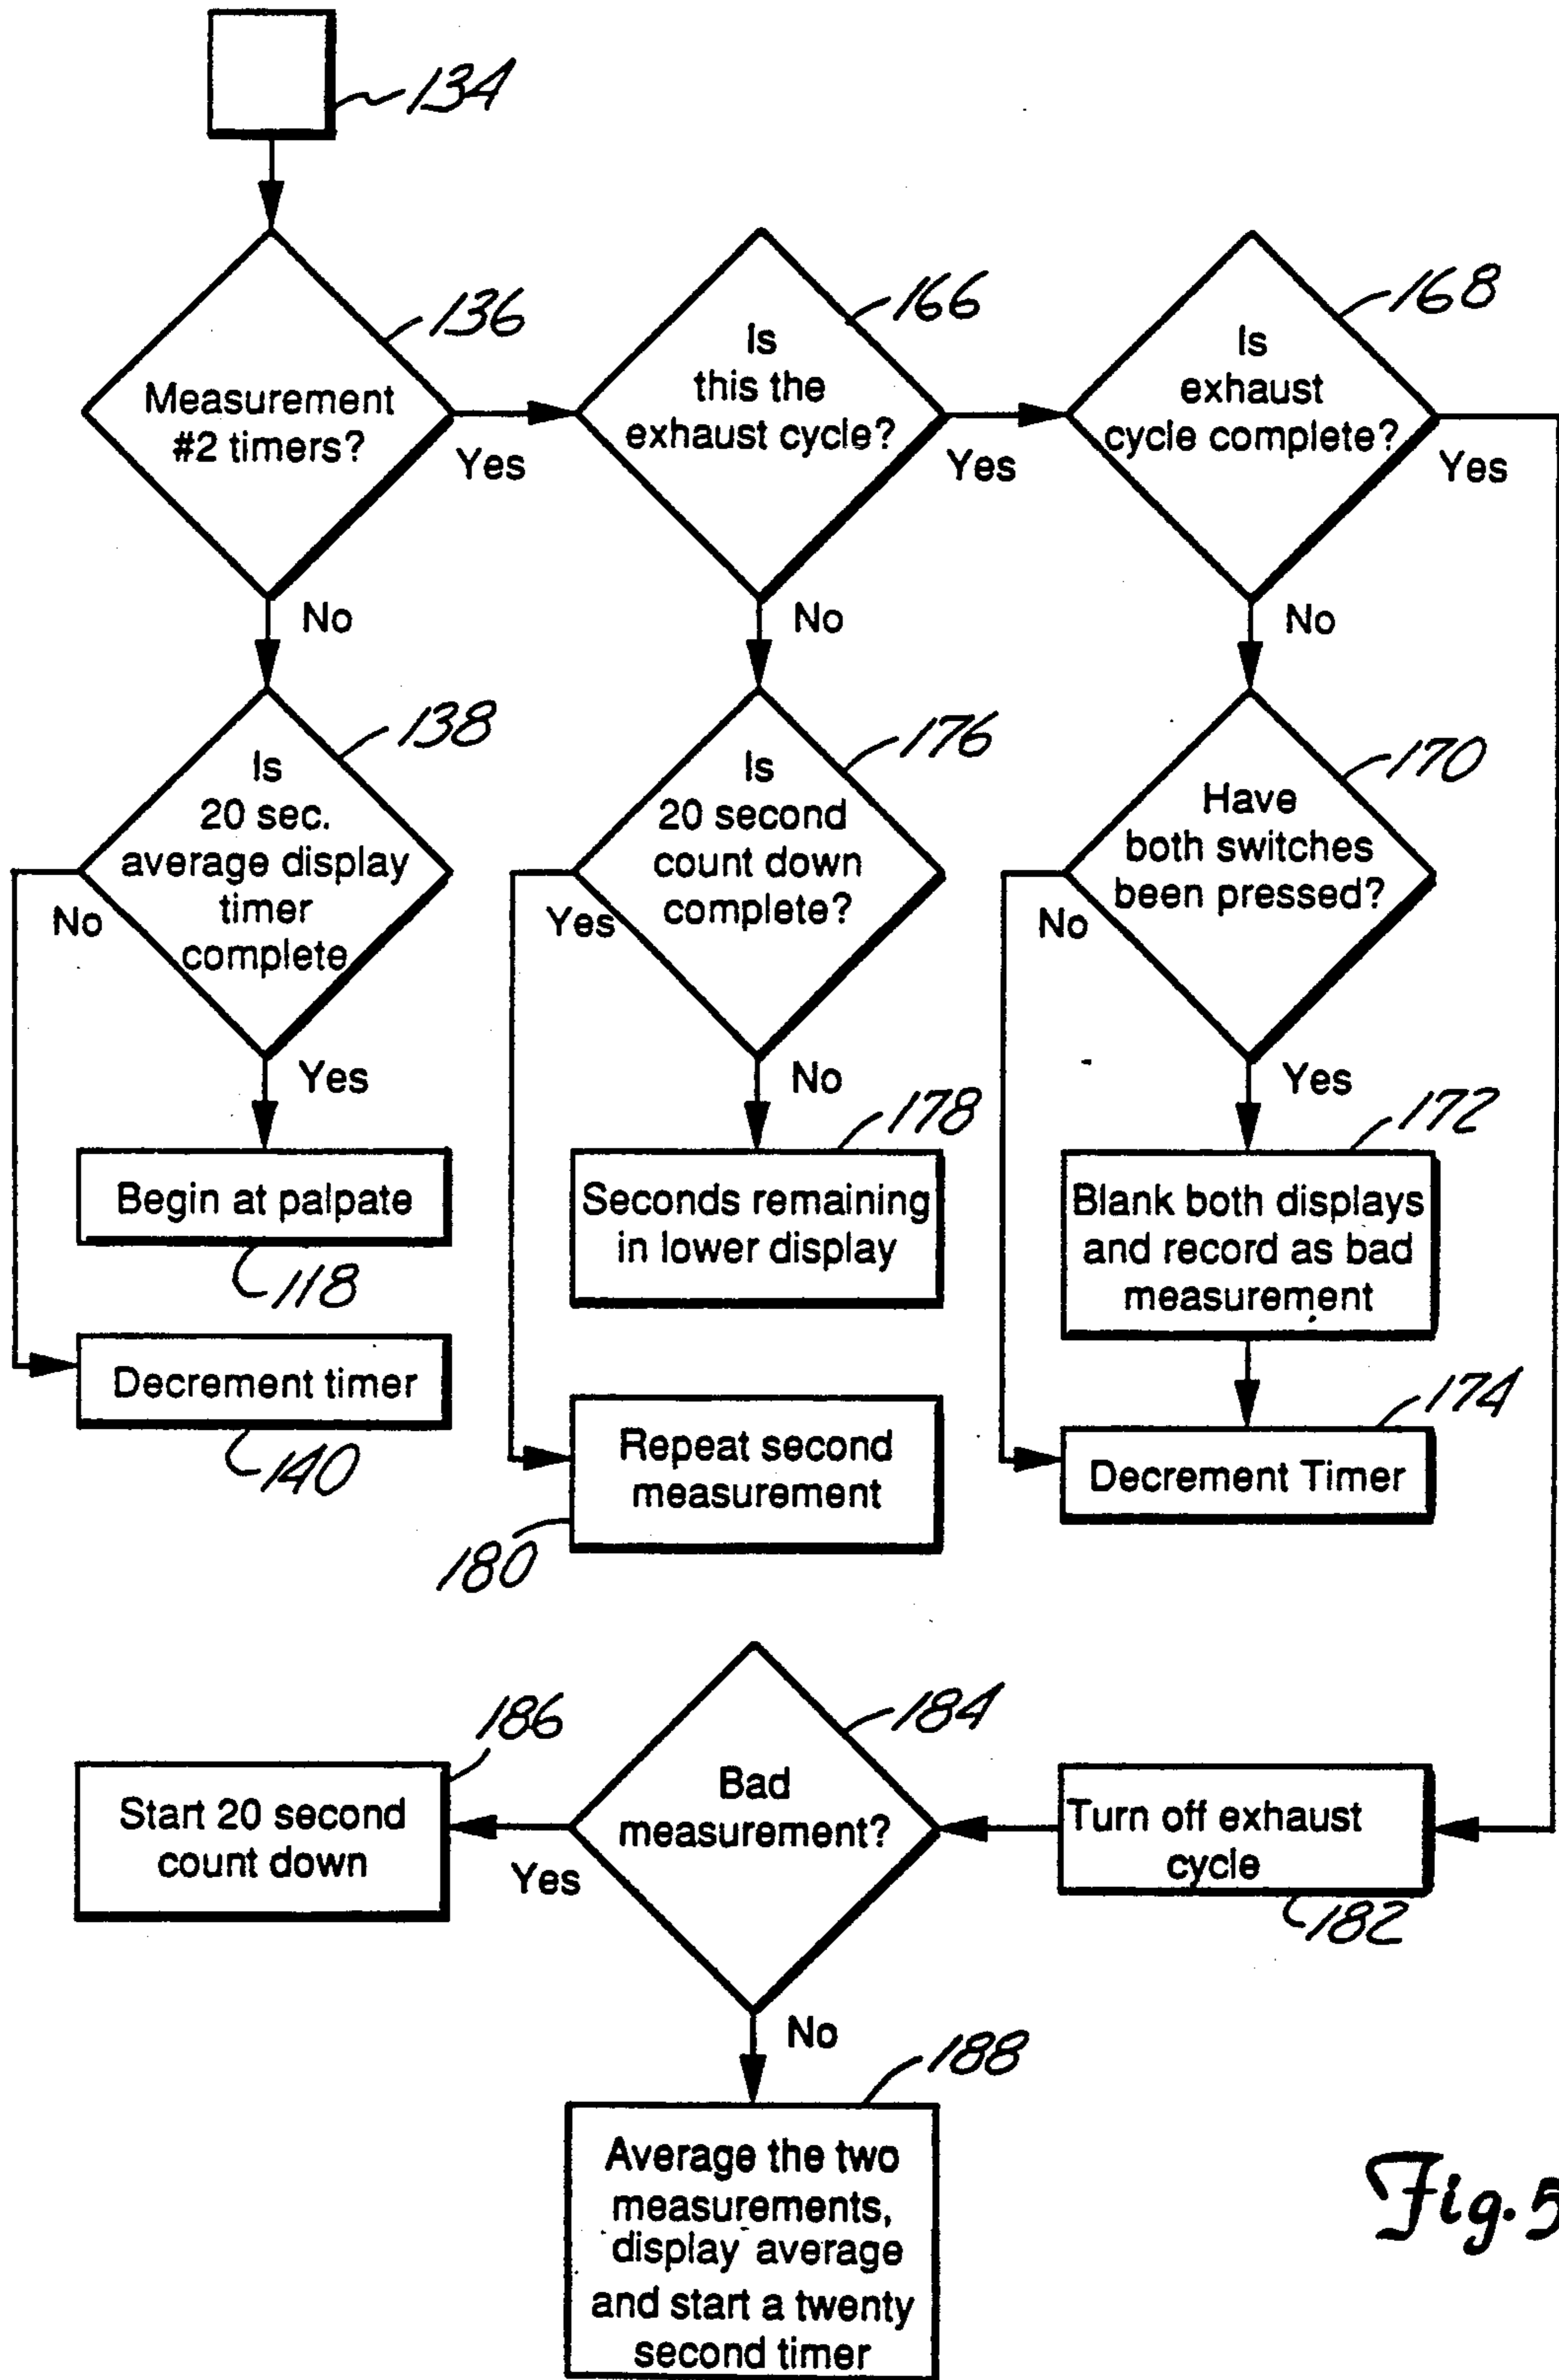 134
136
Measurement
#2 timers?
Yes
No
166
Is
this the
exhaust cycle?
Yes
No
168
Is
exhaust
cycle complete?
Yes
No
138
Is
20 sec.
average display
timer
complete
No
Yes
176
Is
20 second
count down
complete?
Yes
No
170
Have
both switches
been pressed?
No
Yes
Begin at palpate
118
178
Seconds remaining
in lower display
172
Blank both displays
and record as bad
measurement
Decrement timer
140
Repeat second
measurement
180
174
Decrement Timer
186
Start 20 second
count down
184
Bad
measurement?
Yes
No
Turn off exhaust
cycle
182
188
Average the two
measurements,
display average
and start a twenty
second timer
Fig. 5